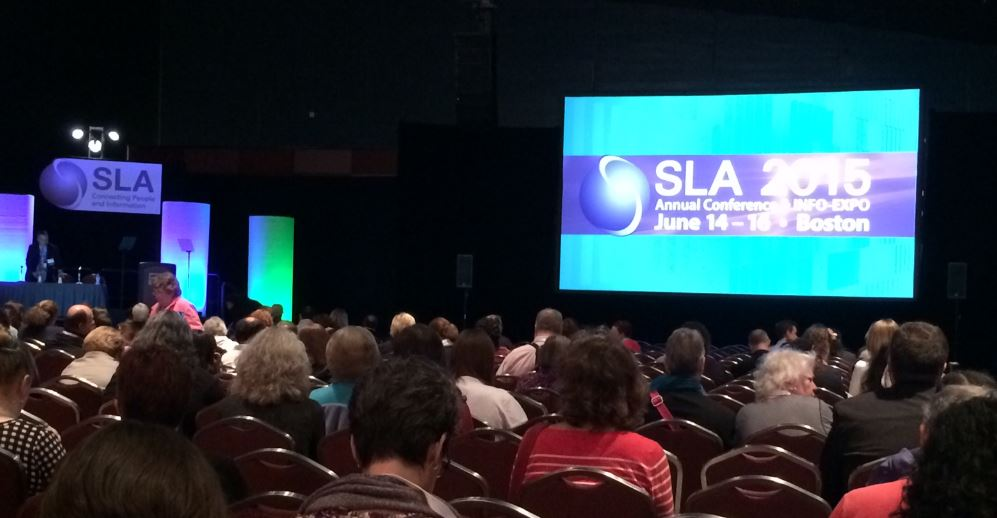 SLA
Connecting People
and Information
SLA 2015
Annual Conference & INFO-EXPO
June 14 – 16 • Boston